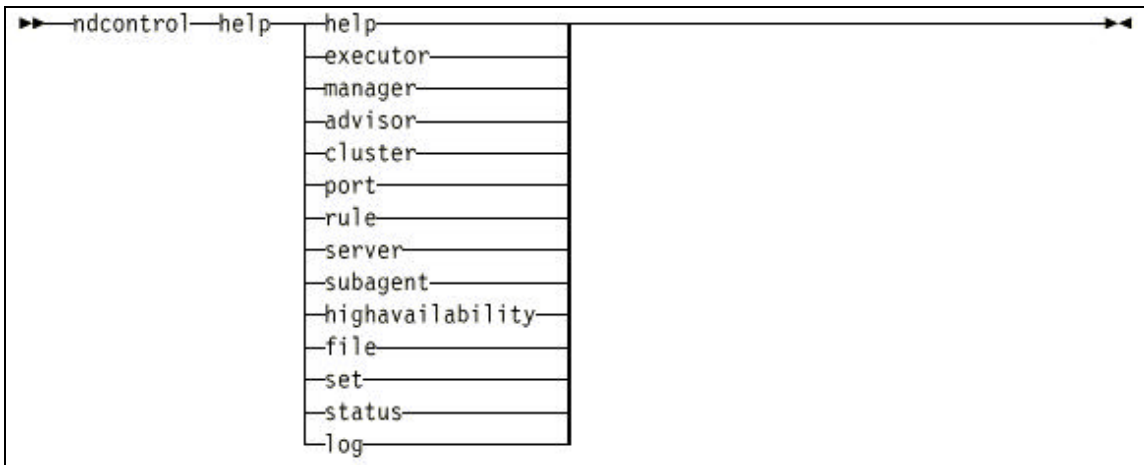 ndcontrol help help
executor
manager
advisor
cluster
port
rule
server
subagent
highavailability
file
set
status
log